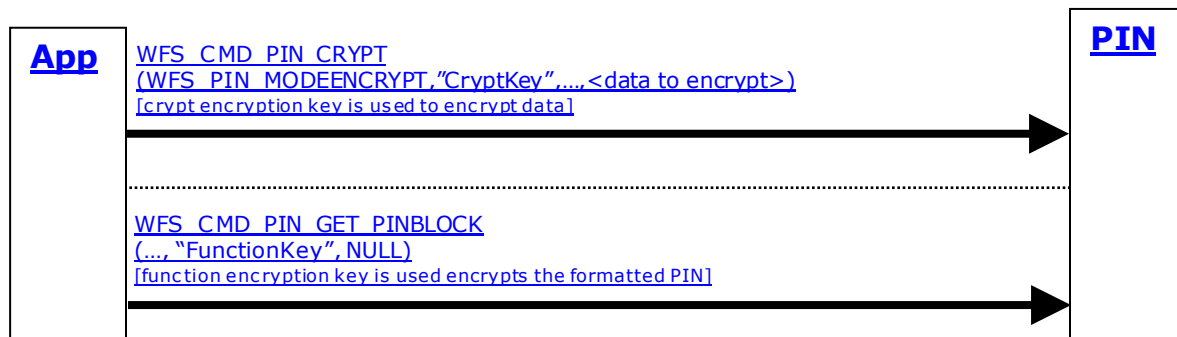 App
PIN
WFS_CMD_PIN_CRYPT
(WFS_PIN_MODEENCRYPT,”CryptKey”,…,<data to encrypt>)
[crypt encryption key is used to encrypt data]
WFS_CMD_PIN_GET_PINBLOCK
(…, “FunctionKey”, NULL)
[function encryption key is used encrypts the formatted PIN]